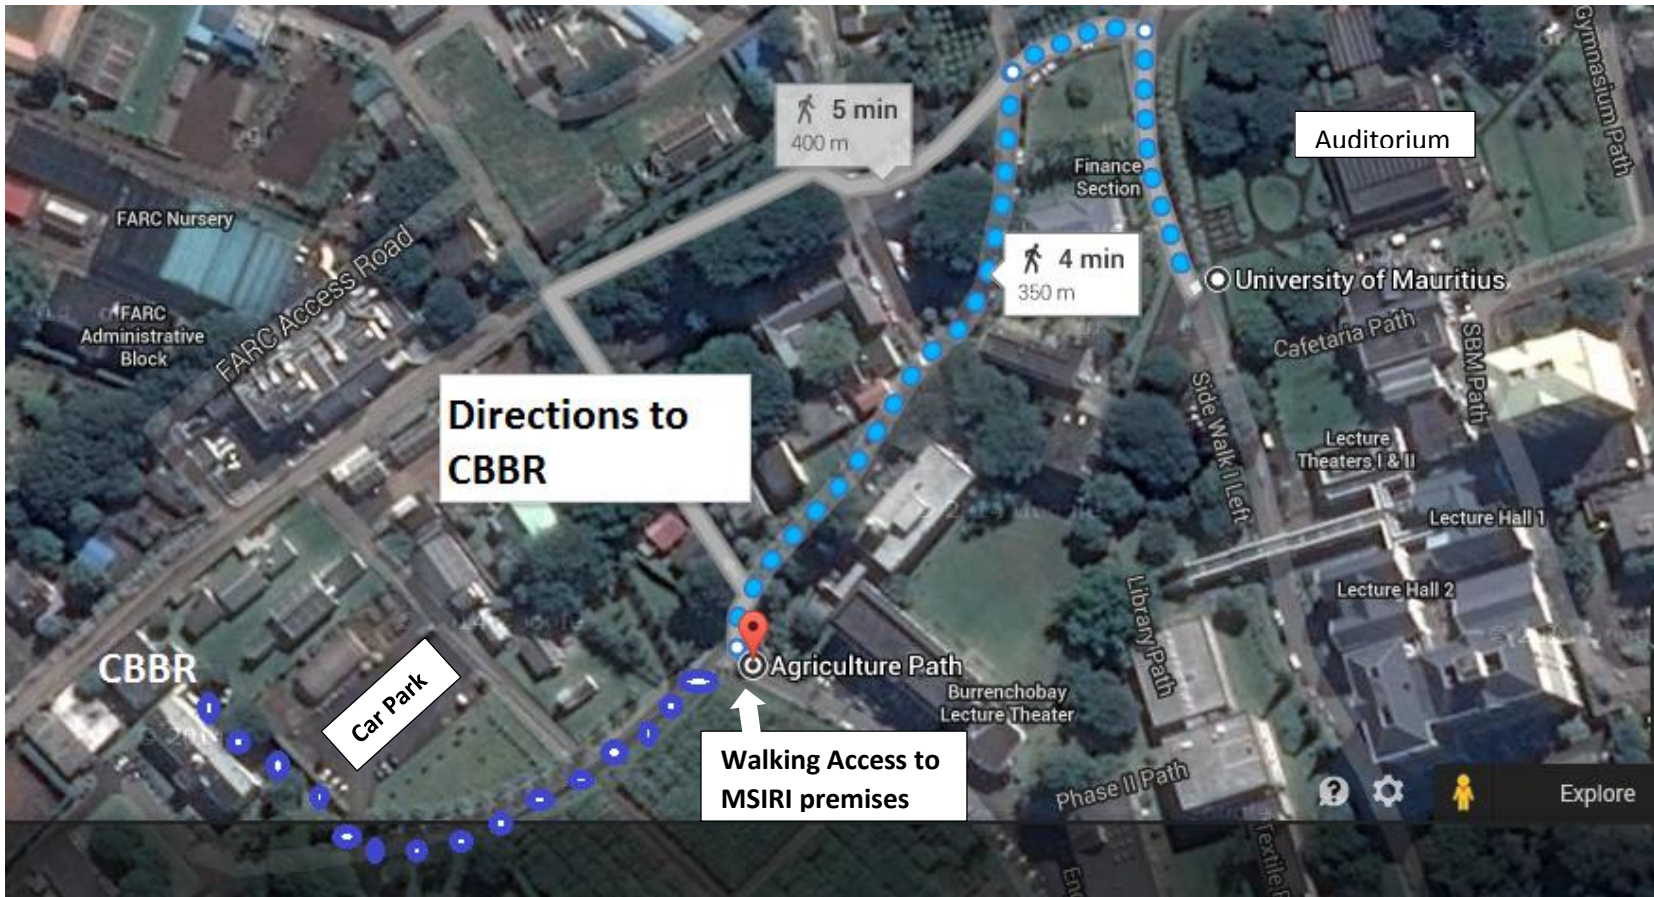 Gymnasium Path
5 min
400 m
Auditorium
Finance
Section
FARC Nursery
FARC Access Road
4 min
350 m
University of Mauritius
FARC
Administrative
Block
Cafetaria Path
SBM Path
Directions to
CBBR
Side Walk I Left
Lecture
Theaters I & II
Lecture Hall 1
Lecture Hall 2
Library Path
CBBR
Car Park
Agriculture Path
Burrenchobay
Lecture Theater
Walking Access to
MSIRI premises
Phase II Path
Explore
Textile